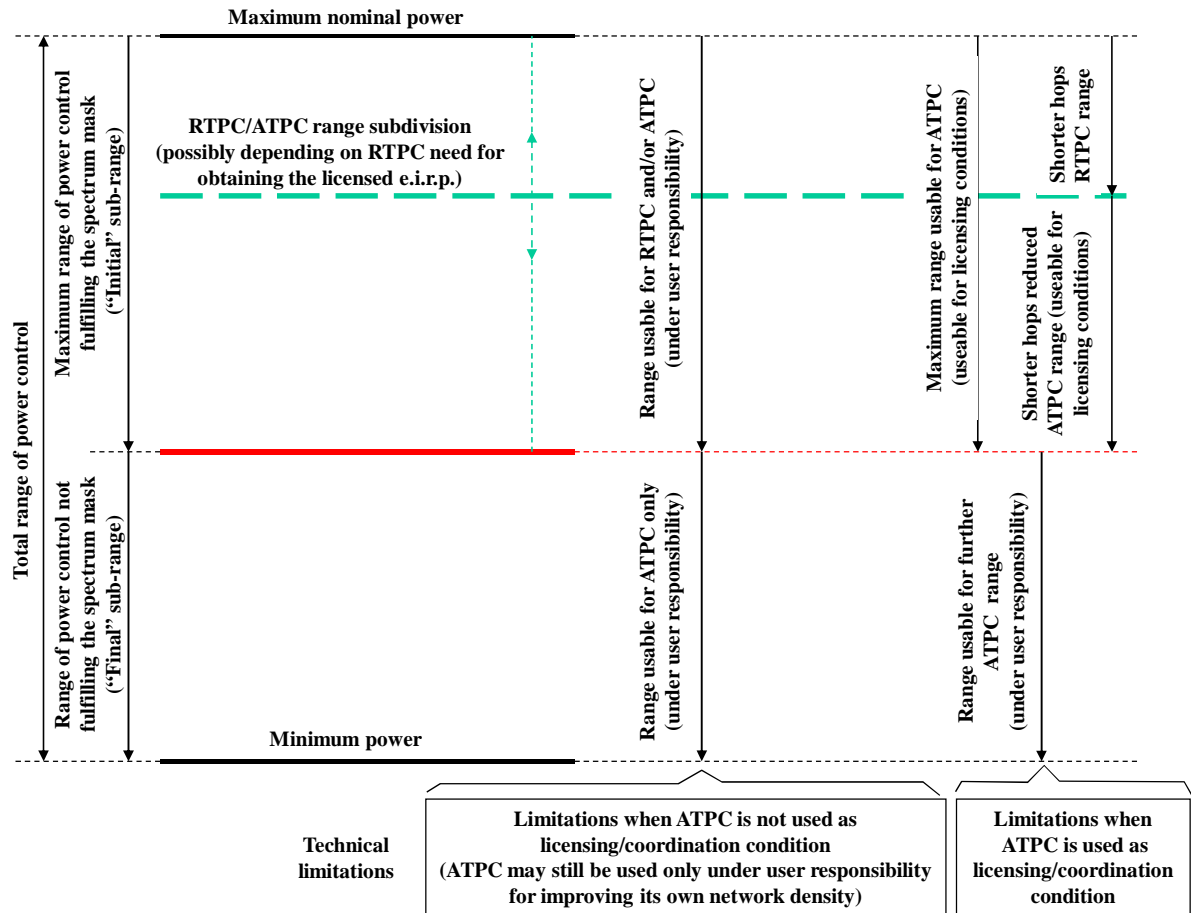 Maximum nominal power
Total range of power control
Maximum range of power control
fulfilling the spectrum mask
(“Initial” sub-range)
RTPC/ATPC range subdivision
(possibly depending on RTPC need for
obtaining the licensed e.i.r.p.)
Range usable for RTPC and/or ATPC
(under user responsibility)
Maximum range usable for ATPC
(useable for licensing conditions)
Shorter hops
RTPC range
Shorter hops reduced
ATPC range (useable for
licensing conditions)
Range of power control not
fulfilling the spectrum mask
(“Final” sub-range)
Range usable for ATPC only
(under user responsibility)
Range usable for further
ATPC range
(under user responsibility)
Minimum power
Technical
limitations
Limitations when ATPC is not used as
licensing/coordination condition
(ATPC may still be used only under user responsibility
for improving its own network density)
Limitations when
ATPC is used as
licensing/coordination
condition